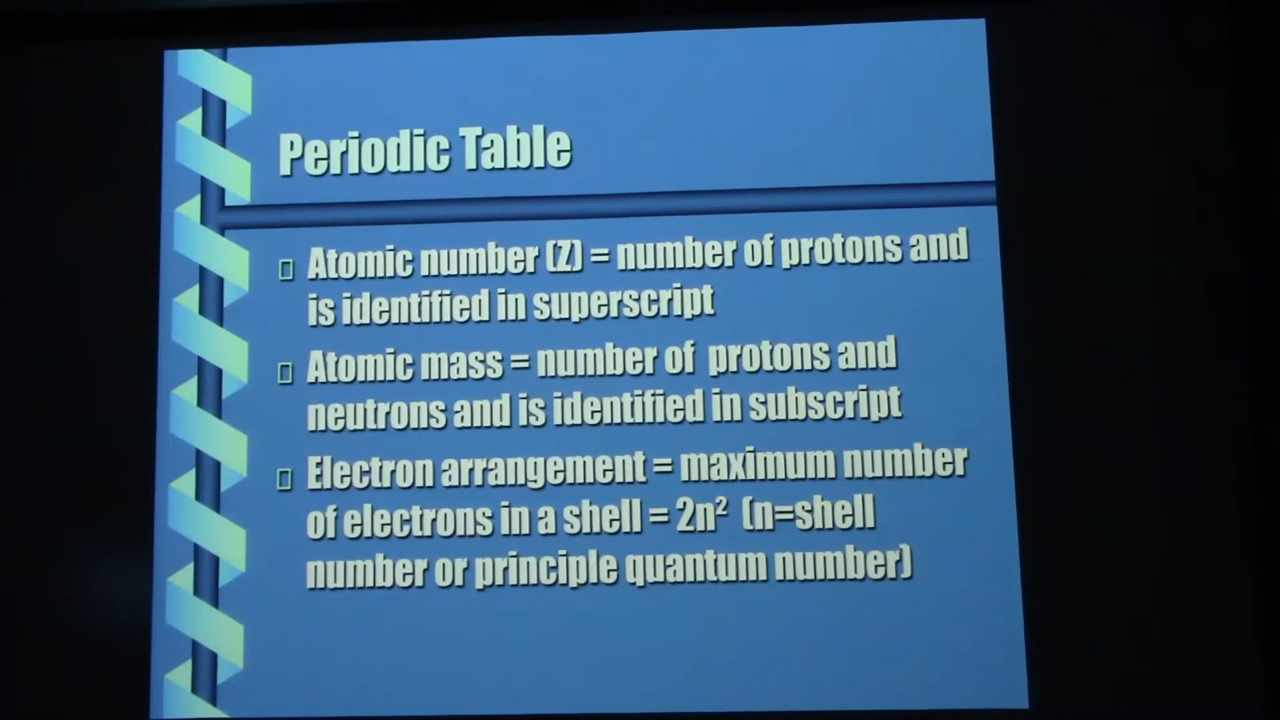 Periodic Table
Atomic number (Z) = number of protons and
is identified in superscript
Atomic mass = number of protons and
neutrons and is identified in subscript
Electron arrangement = maximum number
of electrons in a shell = 2n² (n=shell
number or principle quantum number)